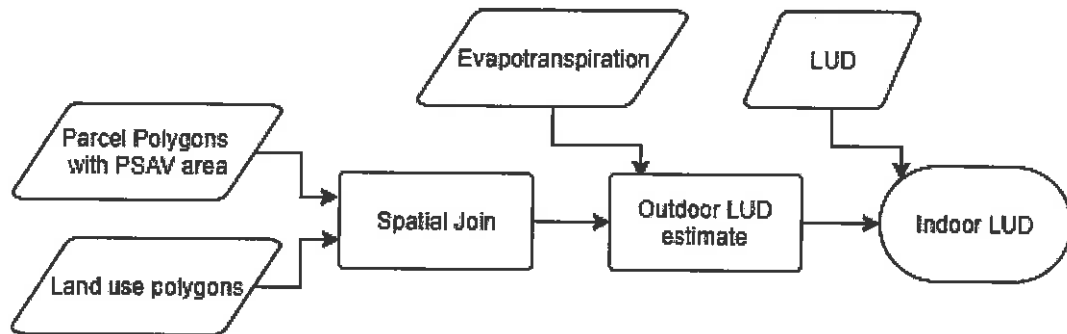 Evapotranspiration
LUD
Parcel Polygons
with PSAV area
Spatial Join
Outdoor LUD
estimate
Indoor LUD
Land use polygons